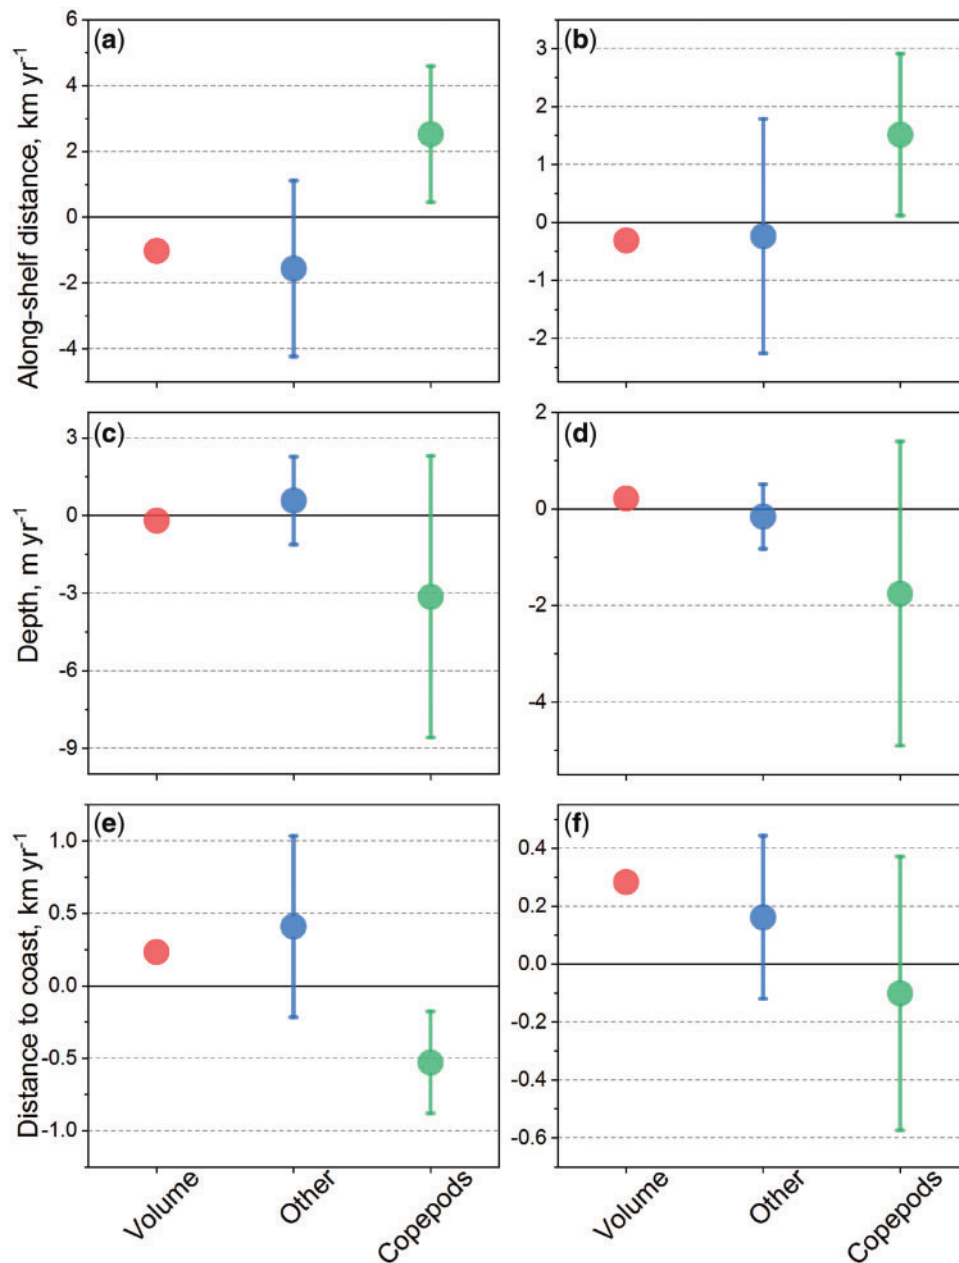 (a)
(b)
Along-shelf distance, km yr⁻¹
6
4
2
0
-2
-4
3
2
1
0
-1
-2
(c)
(d)
Depth, m yr⁻¹
3
0
-3
-6
-9
2
0
-2
-4
(e)
(f)
Distance to coast, km yr⁻¹
1.0
0.5
0.0
-0.5
-1.0
0.4
0.2
0.0
-0.2
-0.4
-0.6
Volume
Other
Copepods
Volume
Other
Copepods